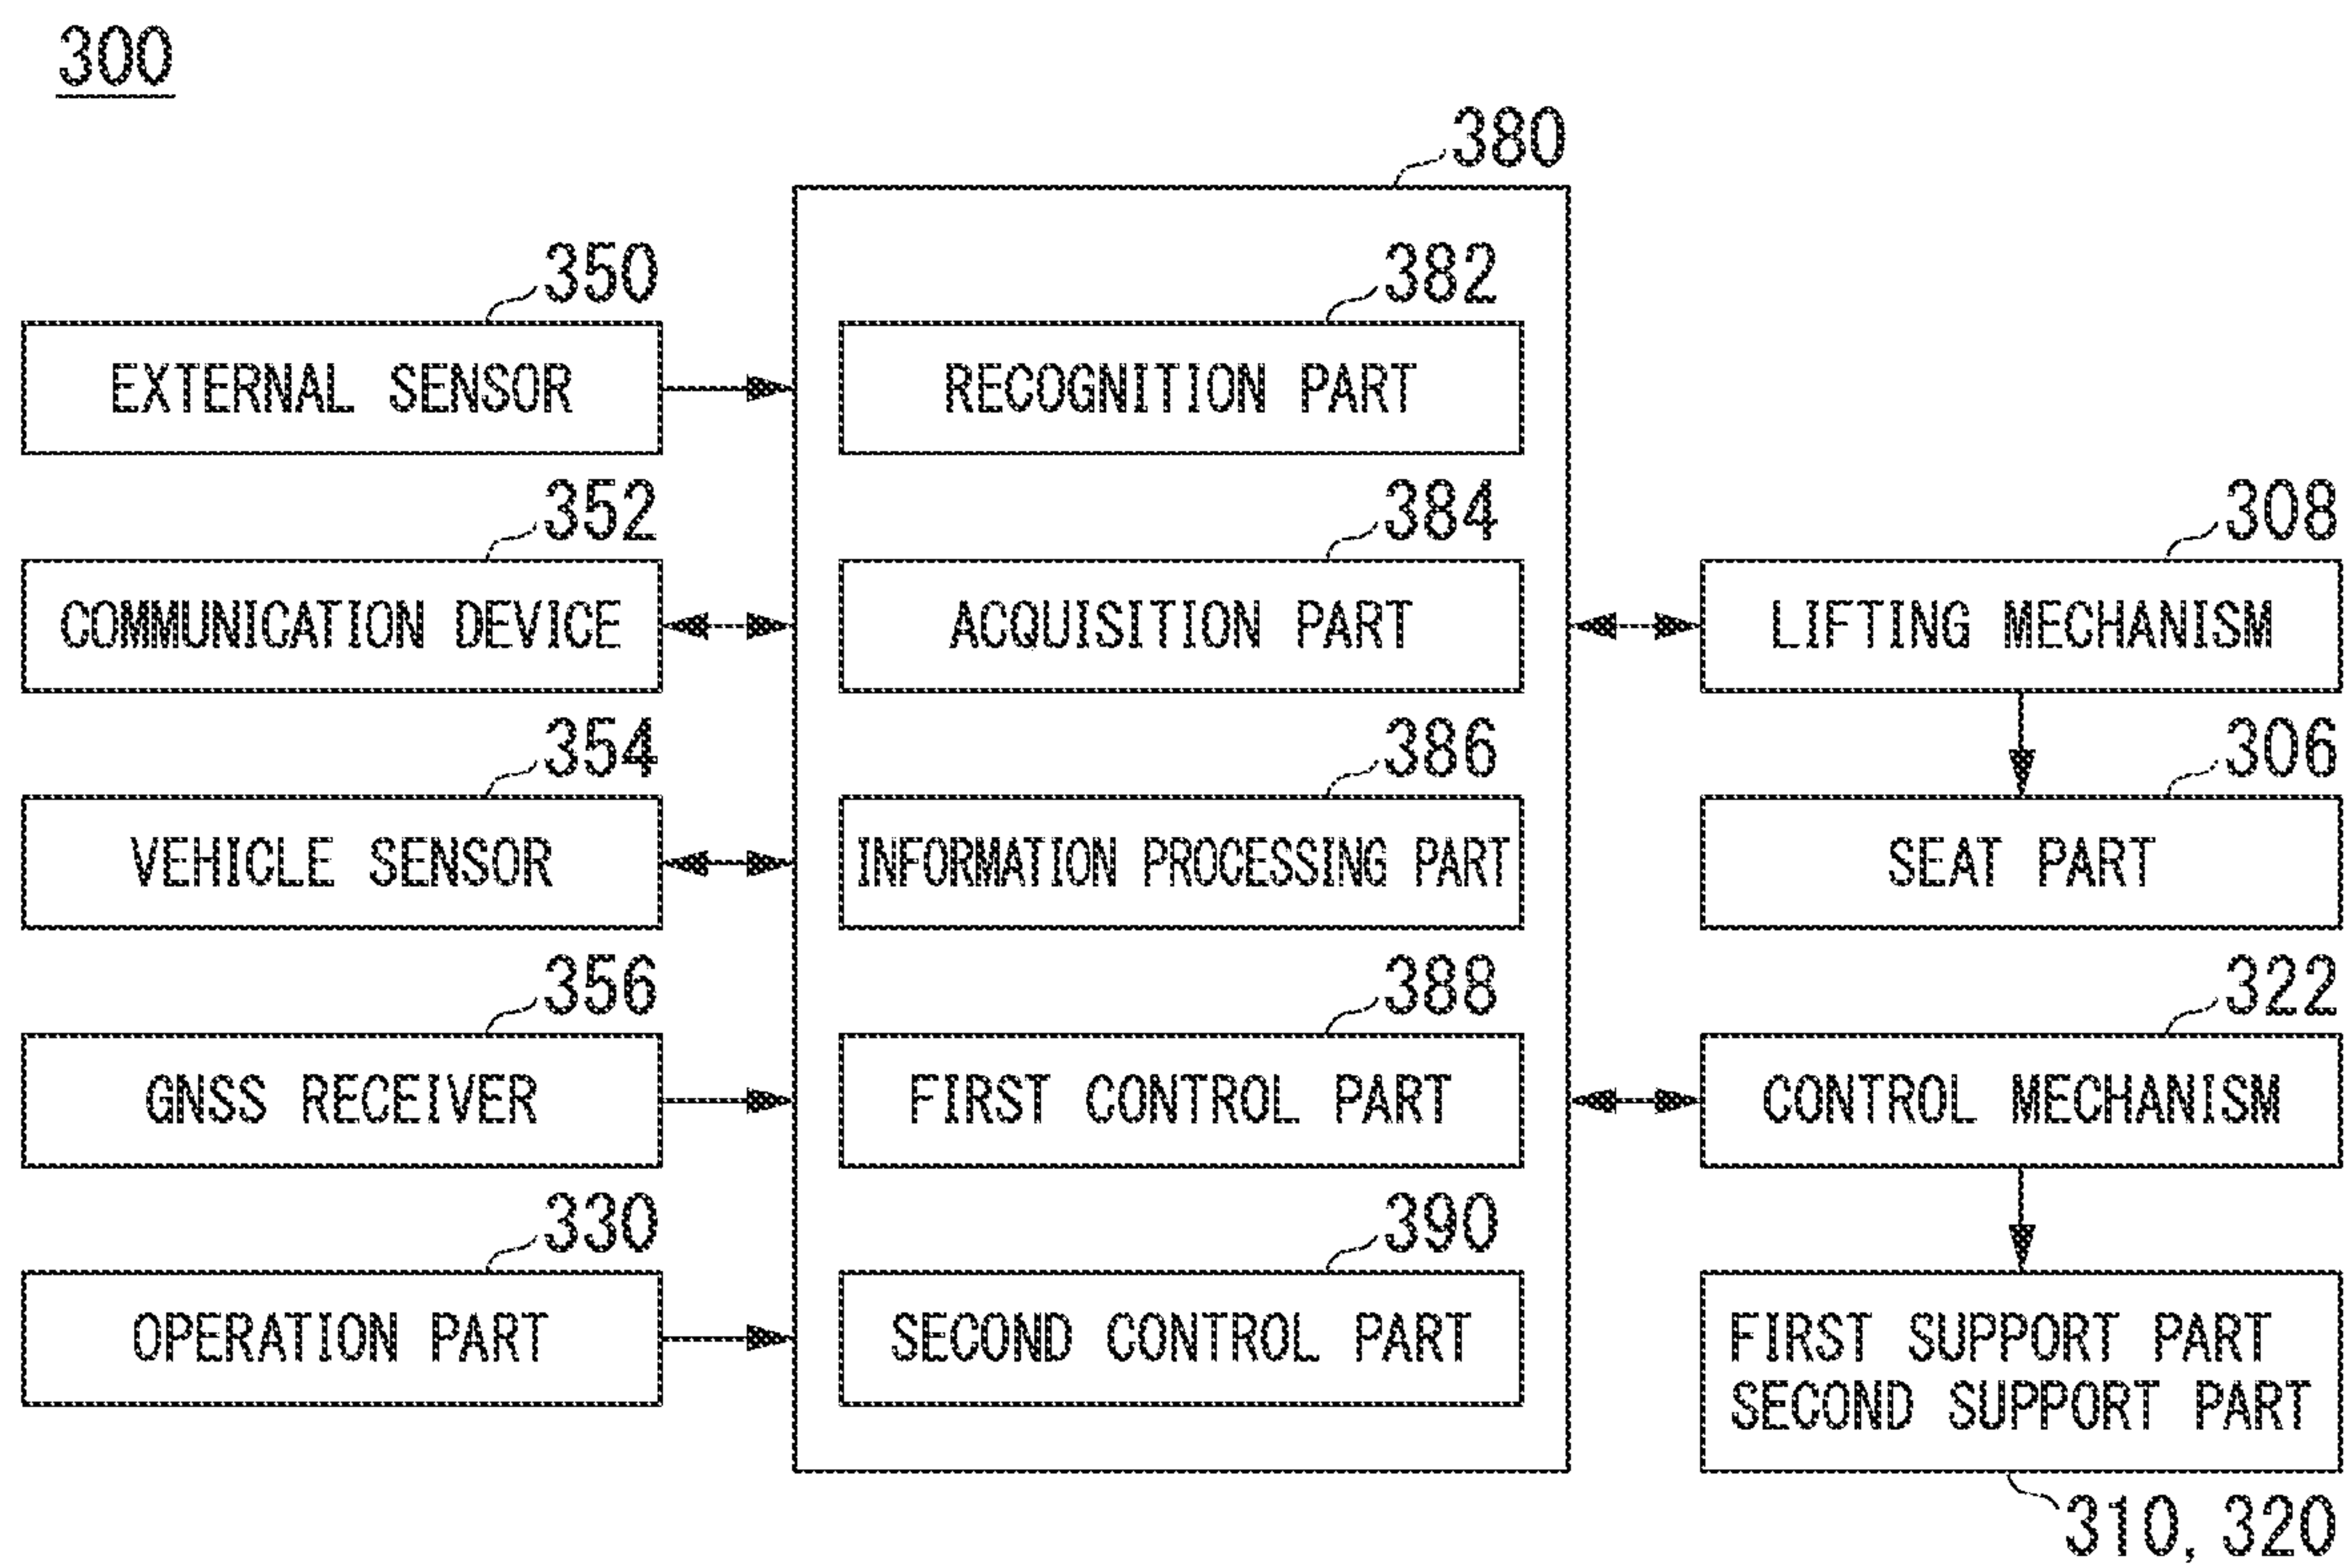 300
380
350
382
EXTERNAL SENSOR
RECOGNITION PART
352
384
308
COMMUNICATION DEVICE
ACQUISITION PART
LIFTING MECHANISM
354
386
306
VEHICLE SENSOR
INFORMATION PROCESSING PART
SEAT PART
356
388
322
GNSS RECEIVER
FIRST CONTROL PART
CONTROL MECHANISM
330
390
OPERATION PART
SECOND CONTROL PART
FIRST SUPPORT PART
SECOND SUPPORT PART
310, 320